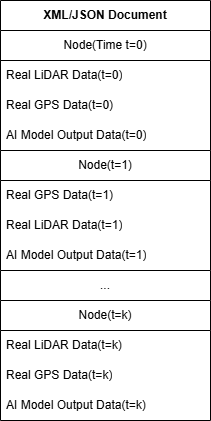 XML/JSON Document
Node(Time t=0)
Real LiDAR Data(t=0)
Real GPS Data(t=0)
AI Model Output Data(t=0)
Node(t=1)
Real GPS Data(t=1)
Real LiDAR Data(t=1)
AI Model Output Data(t=1)
...
Node(t=k)
Real LiDAR Data(t=k)
Real GPS Data(t=k)
AI Model Output Data(t=k)